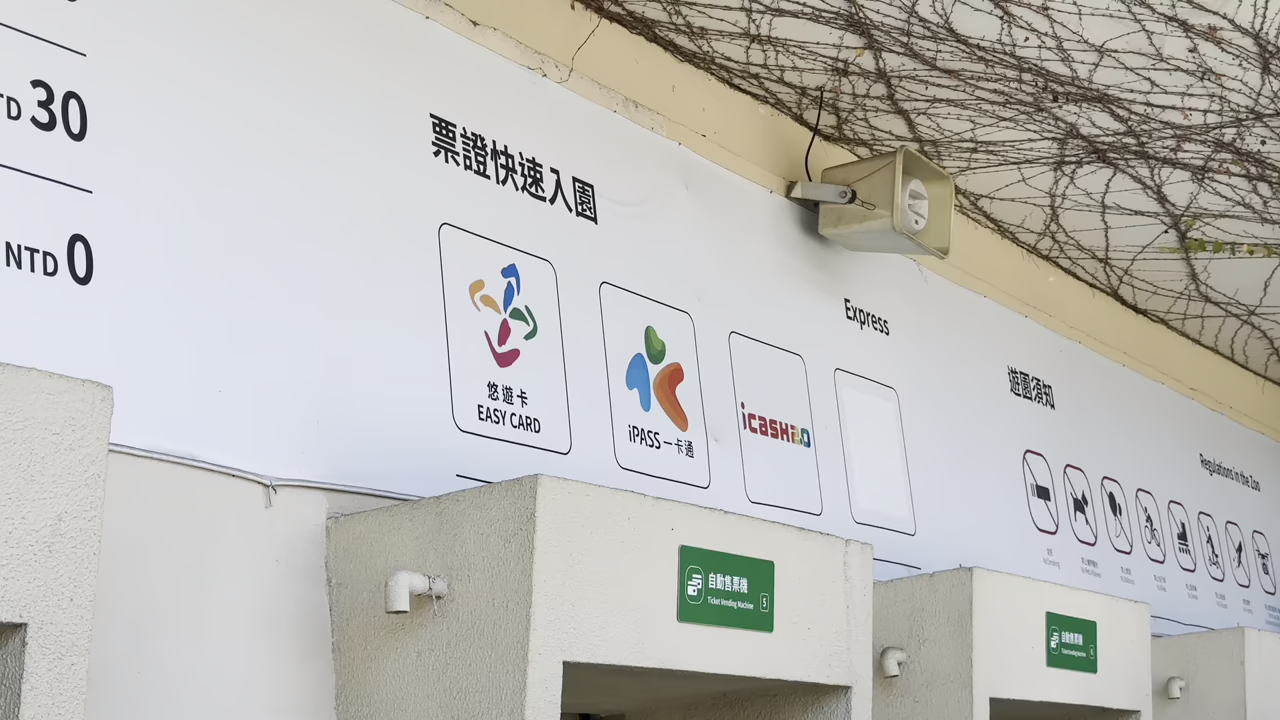 NTD 30
NTD 0
票證快速入園
悠遊卡
EASY CARD
iPASS 一卡通
icash2.0
Express
遊園須知
Regulations in the Zoo
自動售票機
Ticket Vending Machine
5
自動售票機
Ticket Vending Machine